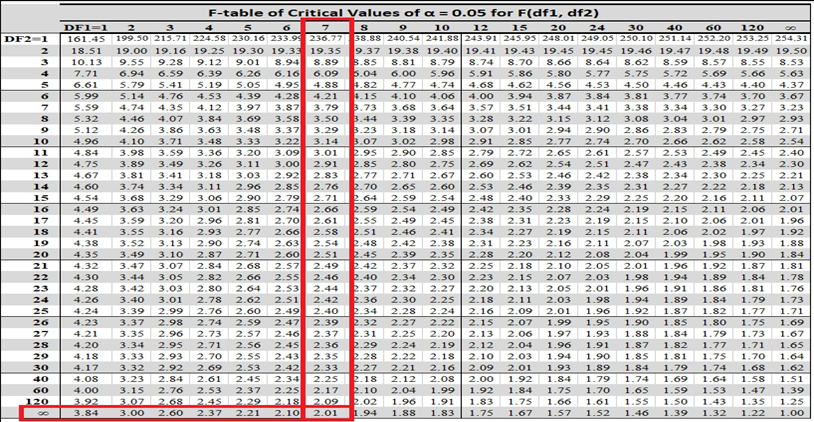 F-table of Critical Values of α = 0.05 for F(df1, df2)
DF1=1 2 3 4 5 6 7 8 9 10 12 15 20 24 30 40 60 120 ∞
DF2=1 161.45 199.50 215.71 224.58 230.16 233.99 236.77 38.88 240.54 241.88 243.91 245.95 248.01 249.05 250.10 251.14 252.20 253.25 254.31
2 18.51 19.00 19.16 19.25 19.30 19.33 19.35 9.37 19.38 19.40 19.41 19.43 19.45 19.45 19.46 19.47 19.48 19.49 19.50
3 10.13 9.55 9.28 9.12 9.01 8.94 8.89 8.85 8.81 8.79 8.74 8.70 8.66 8.64 8.62 8.59 8.57 8.55 8.53
4 7.71 6.94 6.59 6.39 6.26 6.16 6.09 6.04 6.00 5.96 5.91 5.86 5.80 5.77 5.75 5.72 5.69 5.66 5.63
5 6.61 5.79 5.41 5.19 5.05 4.95 4.88 4.82 4.77 4.74 4.68 4.62 4.56 4.53 4.50 4.46 4.43 4.40 4.37
6 5.99 5.14 4.76 4.53 4.39 4.28 4.21 4.15 4.10 4.06 4.00 3.94 3.87 3.84 3.81 3.77 3.74 3.70 3.67
7 5.59 4.74 4.35 4.12 3.97 3.87 3.79 3.73 3.68 3.64 3.57 3.51 3.44 3.41 3.38 3.34 3.30 3.27 3.23
8 5.32 4.46 4.07 3.84 3.69 3.58 3.50 3.44 3.39 3.35 3.28 3.22 3.15 3.12 3.08 3.04 3.01 2.97 2.93
9 5.12 4.26 3.86 3.63 3.48 3.37 3.29 3.23 3.18 3.14 3.07 3.01 2.94 2.90 2.86 2.83 2.79 2.75 2.71
10 4.96 4.10 3.71 3.48 3.33 3.22 3.14 3.07 3.02 2.98 2.91 2.85 2.77 2.74 2.70 2.66 2.62 2.58 2.54
11 4.84 3.98 3.59 3.36 3.20 3.09 3.01 2.95 2.90 2.85 2.79 2.72 2.65 2.61 2.57 2.53 2.49 2.45 2.40
12 4.75 3.89 3.49 3.26 3.11 3.00 2.91 2.85 2.80 2.75 2.69 2.62 2.54 2.51 2.47 2.43 2.38 2.34 2.30
13 4.67 3.81 3.41 3.18 3.03 2.92 2.83 2.77 2.71 2.67 2.60 2.53 2.46 2.42 2.38 2.34 2.30 2.25 2.21
14 4.60 3.74 3.34 3.11 2.96 2.85 2.76 2.70 2.65 2.60 2.53 2.46 2.39 2.35 2.31 2.27 2.22 2.18 2.13
15 4.54 3.68 3.29 3.06 2.90 2.79 2.71 2.64 2.59 2.54 2.48 2.40 2.33 2.29 2.25 2.20 2.16 2.11 2.07
16 4.49 3.63 3.24 3.01 2.85 2.74 2.66 2.59 2.54 2.49 2.42 2.35 2.28 2.24 2.19 2.15 2.11 2.06 2.01
17 4.45 3.59 3.20 2.96 2.81 2.70 2.61 2.55 2.49 2.45 2.38 2.31 2.23 2.19 2.15 2.10 2.06 2.01 1.96
18 4.41 3.55 3.16 2.93 2.77 2.66 2.58 2.51 2.46 2.41 2.34 2.27 2.19 2.15 2.11 2.06 2.02 1.97 1.92
19 4.38 3.52 3.13 2.90 2.74 2.63 2.54 2.48 2.42 2.38 2.31 2.23 2.16 2.11 2.07 2.03 1.98 1.93 1.88
20 4.35 3.49 3.10 2.87 2.71 2.60 2.51 2.45 2.39 2.35 2.28 2.20 2.12 2.08 2.04 1.99 1.95 1.90 1.84
21 4.32 3.47 3.07 2.84 2.68 2.57 2.49 2.42 2.37 2.32 2.25 2.18 2.10 2.05 2.01 1.96 1.92 1.87 1.81
22 4.30 3.44 3.05 2.82 2.66 2.55 2.46 2.40 2.34 2.30 2.23 2.15 2.07 2.03 1.98 1.94 1.89 1.84 1.78
23 4.28 3.42 3.03 2.80 2.64 2.53 2.44 2.37 2.32 2.27 2.20 2.13 2.05 2.01 1.96 1.91 1.86 1.81 1.76
24 4.26 3.40 3.01 2.78 2.62 2.51 2.42 2.36 2.30 2.25 2.18 2.11 2.03 1.98 1.94 1.89 1.84 1.79 1.73
25 4.24 3.39 2.99 2.76 2.60 2.49 2.40 2.34 2.28 2.24 2.16 2.09 2.01 1.96 1.92 1.87 1.82 1.77 1.71
26 4.23 3.37 2.98 2.74 2.59 2.47 2.39 2.32 2.27 2.22 2.15 2.07 1.99 1.95 1.90 1.85 1.80 1.75 1.69
27 4.21 3.35 2.96 2.73 2.57 2.46 2.37 2.31 2.25 2.20 2.13 2.06 1.97 1.93 1.88 1.84 1.79 1.73 1.67
28 4.20 3.34 2.95 2.71 2.56 2.45 2.36 2.29 2.24 2.19 2.12 2.04 1.96 1.91 1.87 1.82 1.77 1.71 1.65
29 4.18 3.33 2.93 2.70 2.55 2.43 2.35 2.28 2.22 2.18 2.10 2.03 1.94 1.90 1.85 1.81 1.75 1.70 1.64
30 4.17 3.32 2.92 2.69 2.53 2.42 2.33 2.27 2.21 2.16 2.09 2.01 1.93 1.89 1.84 1.79 1.74 1.68 1.62
40 4.08 3.23 2.84 2.61 2.45 2.34 2.25 2.18 2.12 2.08 2.00 1.92 1.84 1.79 1.74 1.69 1.64 1.58 1.51
60 4.00 3.15 2.76 2.53 2.37 2.25 2.17 2.10 2.04 1.99 1.92 1.84 1.75 1.70 1.65 1.59 1.53 1.47 1.39
120 3.92 3.07 2.68 2.45 2.29 2.18 2.09 2.02 1.96 1.91 1.83 1.75 1.66 1.61 1.55 1.50 1.43 1.35 1.25
∞ 3.84 3.00 2.60 2.37 2.21 2.10 2.01 1.94 1.88 1.83 1.75 1.67 1.57 1.52 1.46 1.39 1.32 1.22 1.00